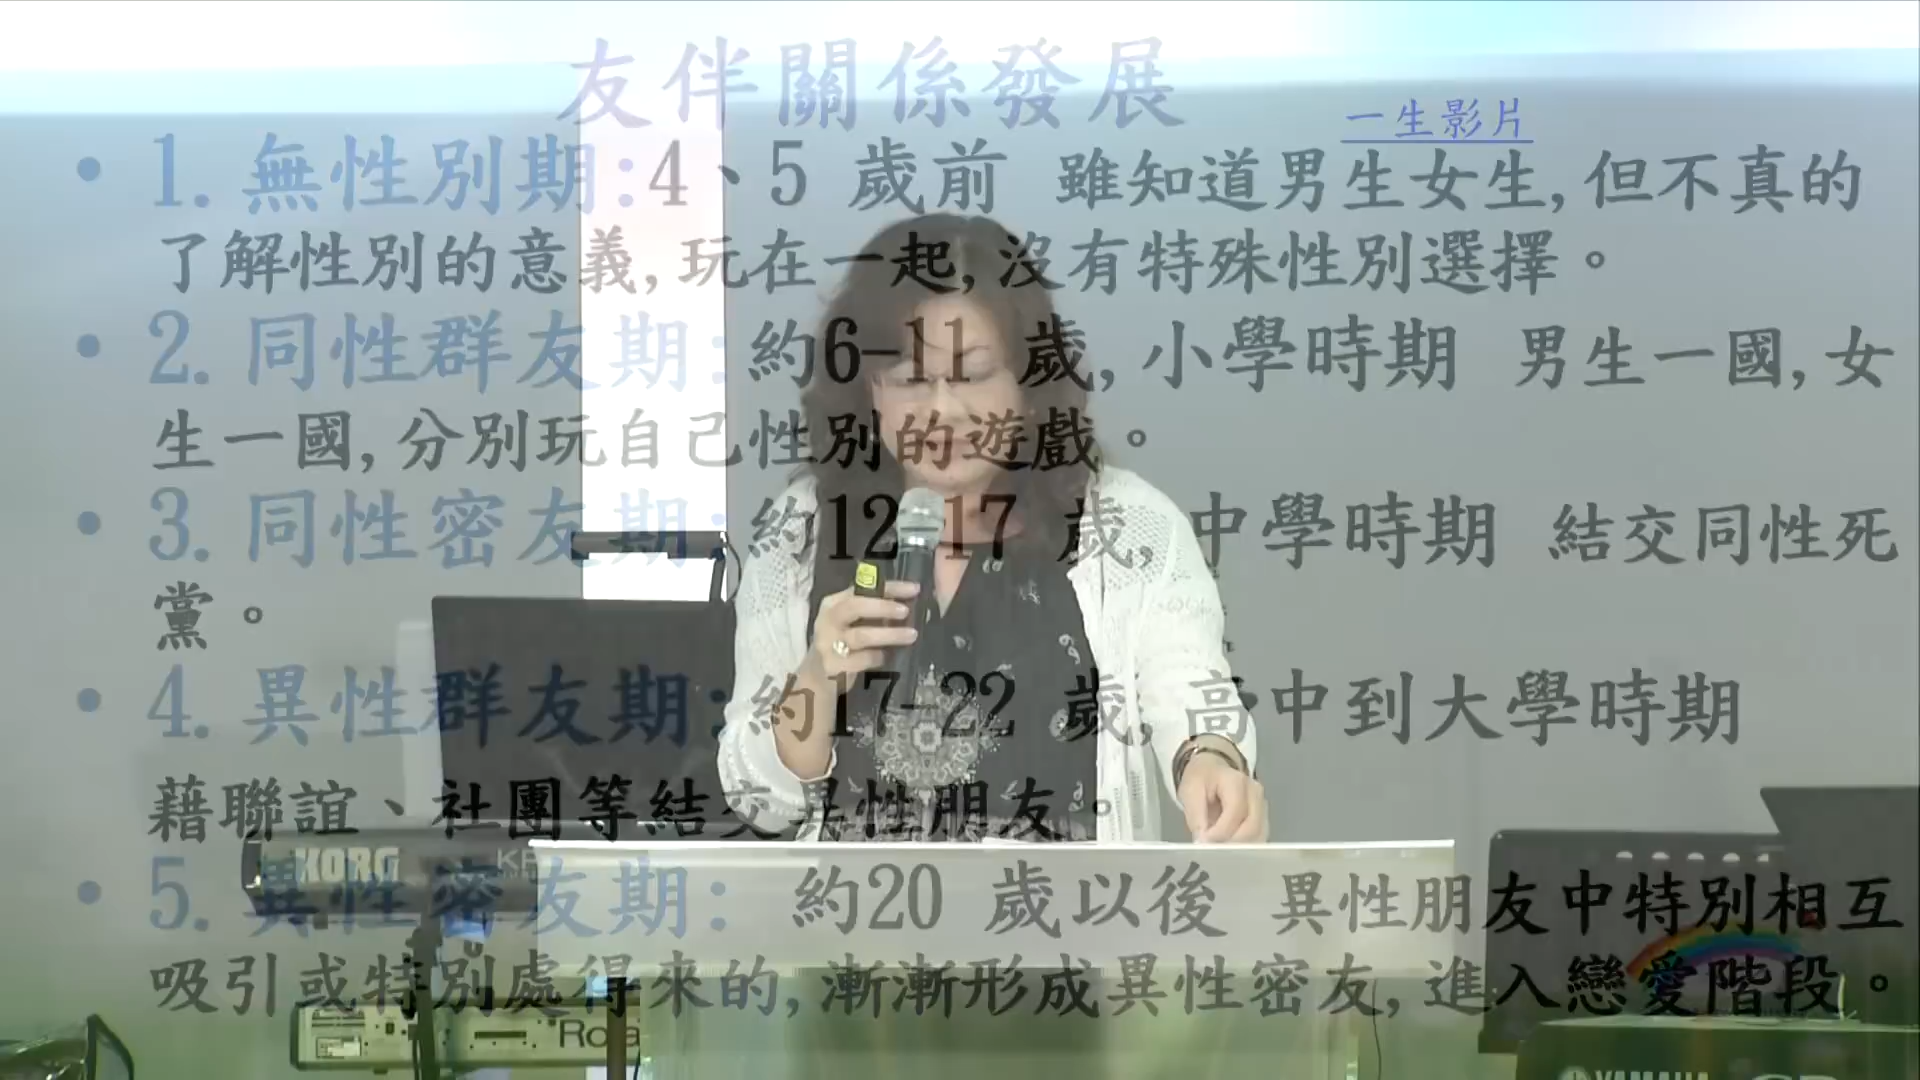 友伴關係發展
一生影片
• 1. 無性別期:4、5 歲前 雖知道男生女生,但不真的
了解性別的意義,玩在一起,沒有特殊性別選擇。
• 2. 同性群友期:約6-11 歲,小學時期 男生一國,女
生一國,分別玩自己性別的遊戲。
• 3. 同性密友期:約12-17 歲,中學時期 結交同性死
黨。
• 4. 異性群友期:約17-22 歲,高中到大學時期
藉聯誼、社團等結交異性朋友。
• 5. 異性密友期: 約20 歲以後 異性朋友中特別相互
吸引或特別處得來的,漸漸形成異性密友,進入戀愛階段。
KORG
YAMAHA